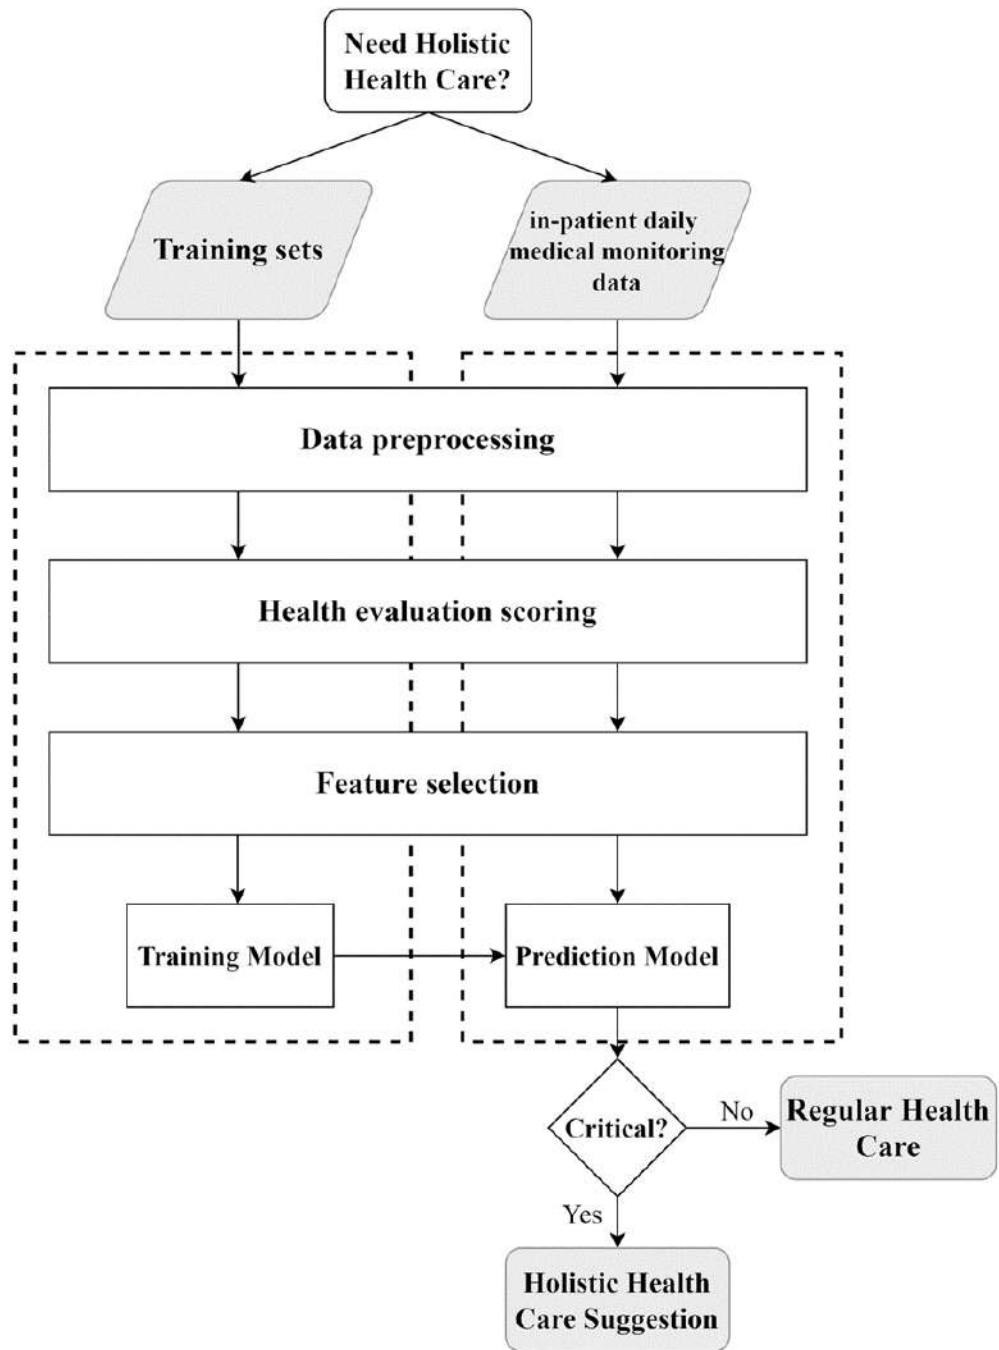 Need Holistic
Health Care?
Training sets
in-patient daily
medical monitoring
data
Data preprocessing
Health evaluation scoring
Feature selection
Training Model
Prediction Model
Critical?
No
Regular Health
Care
Yes
Holistic Health
Care Suggestion